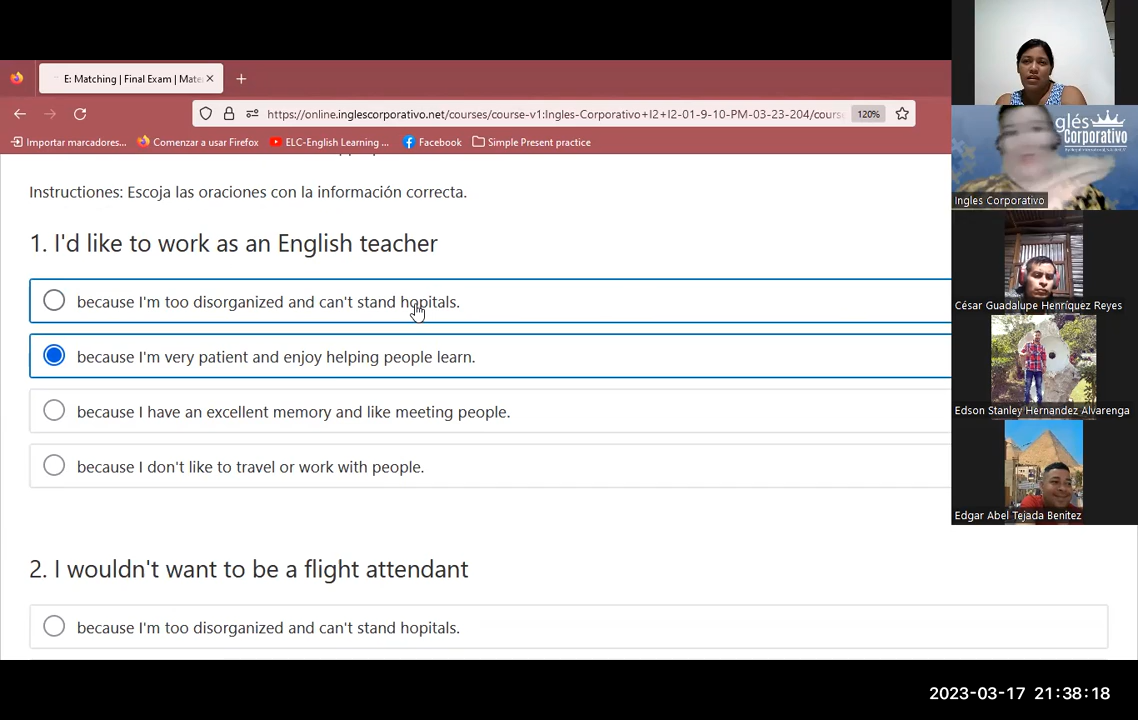 E: Matching | Final Exam | Mate
https://online.inglescorporativo.net/courses/course-v1:Ingles-Corporativo+I2+I2-01-9-10-PM-03-23-204/cours
120%
Importar marcadores...
Comenzar a usar Firefox
ELC-English Learning ...
Facebook
Simple Present practice
Instructiones: Escoja las oraciones con la información correcta.
1. I'd like to work as an English teacher
because I'm too disorganized and can't stand hopitals.
because I'm very patient and enjoy helping people learn.
because I have an excellent memory and like meeting people.
because I don't like to travel or work with people.
2. I wouldn't want to be a flight attendant
because I'm too disorganized and can't stand hopitals.
glés
Corporativo
Ingles Corporativo
César Guadalupe Henríquez Reyes
Edson Stanley Hernandez Alvarenga
Edgar Abel Tejada Benitez
2023-03-17 21:38:18